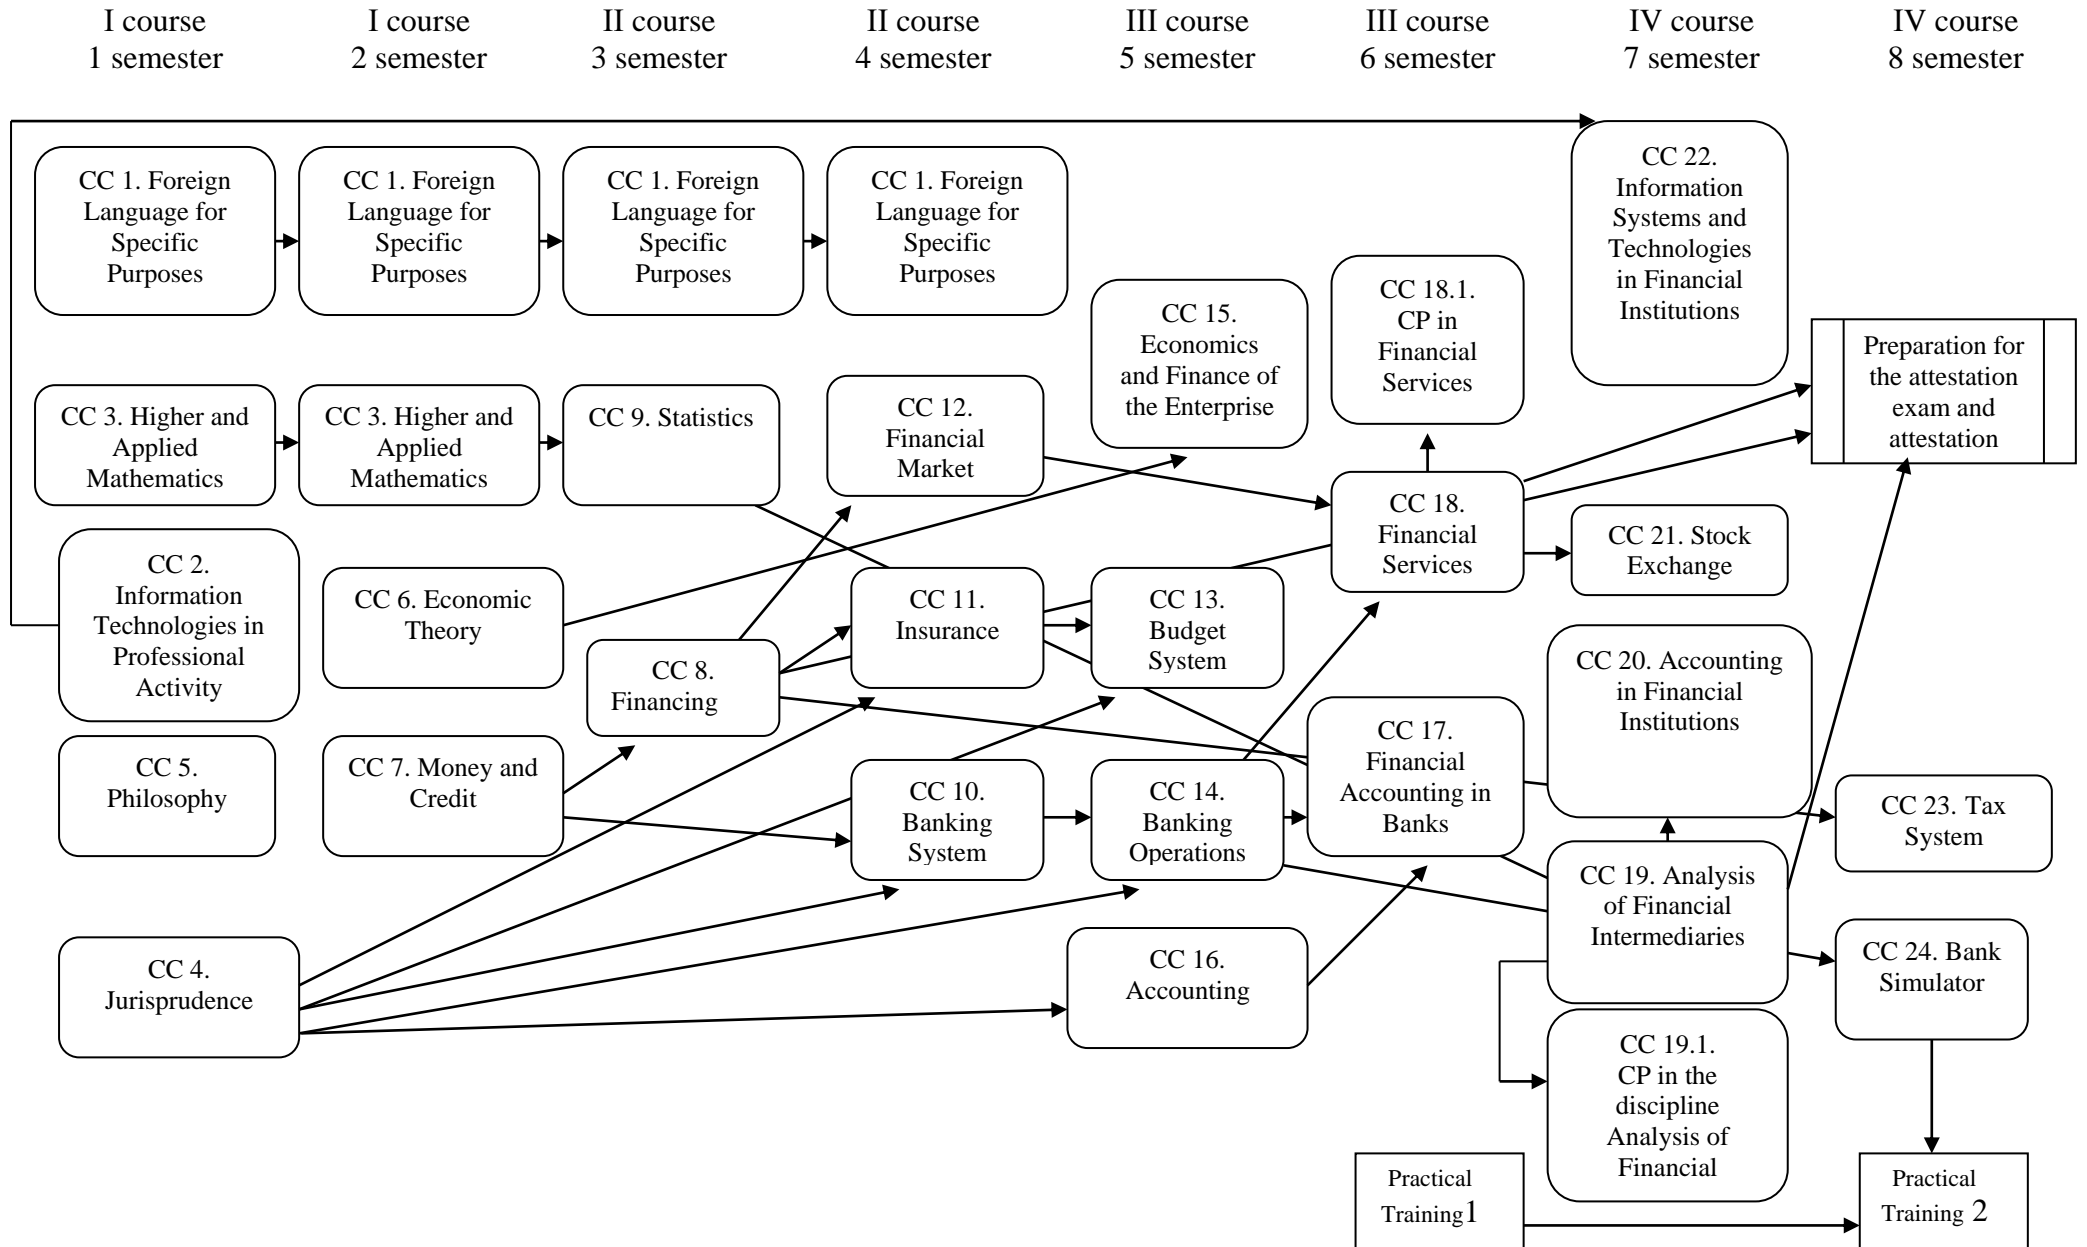 I course
1 semester
I course
2 semester
II course
3 semester
II course
4 semester
III course
5 semester
III course
6 semester
IV course
7 semester
IV course
8 semester
CC 1. Foreign
Language for
Specific
Purposes
CC 1. Foreign
Language for
Specific
Purposes
CC 1. Foreign
Language for
Specific
Purposes
CC 1. Foreign
Language for
Specific
Purposes
CC 22.
Information
Systems and
Technologies
in Financial
Institutions
CC 15.
Economics
and Finance of
the Enterprise
CC 18.1.
CP in
Financial
Services
Preparation for
the attestation
exam and
attestation
CC 3. Higher and
Applied
Mathematics
CC 3. Higher and
Applied
Mathematics
CC 9. Statistics
CC 12.
Financial
Market
CC 18.
Financial
Services
CC 21. Stock
Exchange
CC 2.
Information
Technologies in
Professional
Activity
CC 6. Economic
Theory
CC 8.
Financing
CC 11.
Insurance
CC 13.
Budget
System
CC 20. Accounting
in Financial
Institutions
CC 5.
Philosophy
CC 7. Money and
Credit
CC 10.
Banking
System
CC 14.
Banking
Operations
CC 17.
Financial
Accounting in
Banks
CC 23. Tax
System
CC 19. Analysis
of Financial
Intermediaries
CC 4.
Jurisprudence
CC 16.
Accounting
CC 24. Bank
Simulator
CC 19.1.
CP in the
discipline
Analysis of
Financial
Practical
Training1
Practical
Training 2